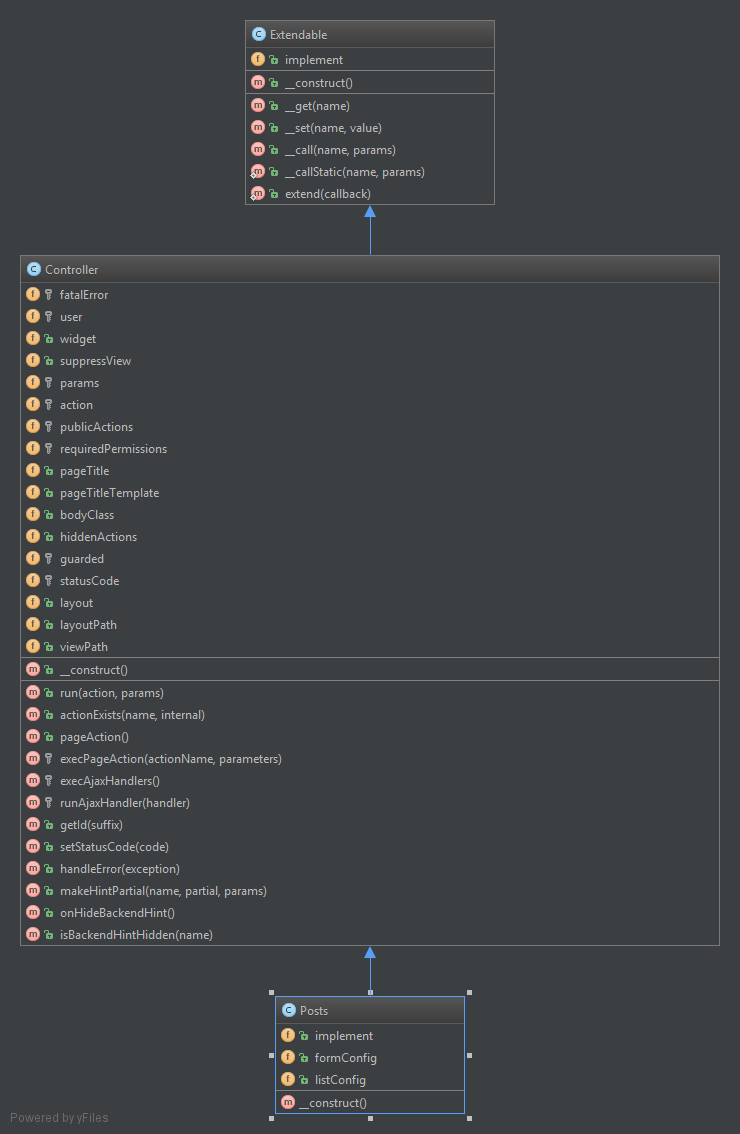 Extendable
implement
__construct()
__get(name)
__set(name, value)
__call(name, params)
__callStatic(name, params)
extend(callback)
Controller
fatalError
user
widget
suppressView
params
action
publicActions
requiredPermissions
pageTitle
pageTitleTemplate
bodyClass
hiddenActions
guarded
statusCode
layout
layoutPath
viewPath
__construct()
run(action, params)
actionExists(name, internal)
pageAction()
execPageAction(actionName, parameters)
execAjaxHandlers()
runAjaxHandler(handler)
getId(suffix)
setStatusCode(code)
handleError(exception)
makeHintPartial(name, partial, params)
onHideBackendHint()
isBackendHintHidden(name)
Posts
implement
formConfig
listConfig
__construct()
Powered by yFiles